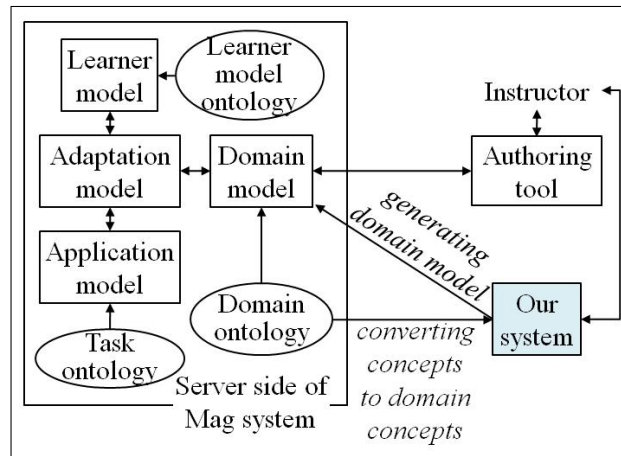 Learner
model
Learner
model
ontology
Instructor
Adaptation
model
Domain
model
Authoring
tool
generating
domain model
Application
model
Domain
ontology
Our
system
Task
ontology
converting
concepts
to domain
concepts
Server side of
Mag system